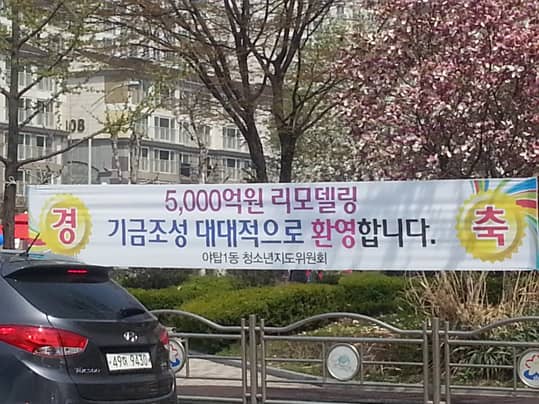 경 축
5,000억원 리모델링
기금조성 대대적으로 환영합니다.
야탑1동 청소년지도위원회
08
TUCSON